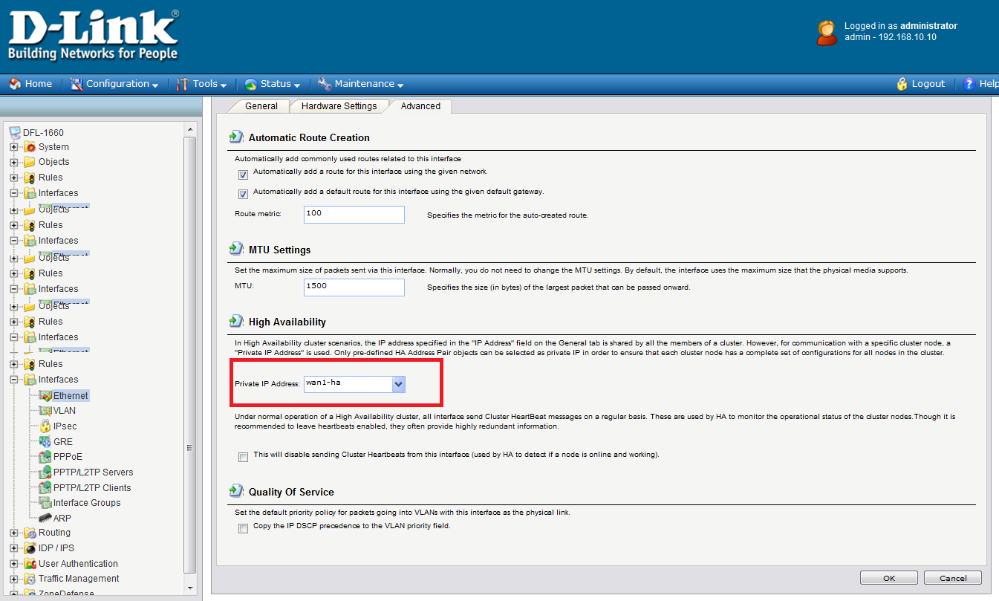 D-Link®
Building Networks for People
Logged in as administrator
admin - 192.168.10.10
Home
Configuration
Tools
Status
Maintenance
Logout
Help
DFL-1660
System
Objects
Rules
Interfaces
Ethernet
Objects
Rules
Interfaces
Ethernet
Objects
Rules
Interfaces
Ethernet
Objects
Rules
Interfaces
Ethernet
Rules
Interfaces
Ethernet
VLAN
IPsec
GRE
PPPoE
PPTP/L2TP Servers
PPTP/L2TP Clients
Interface Groups
ARP
Routing
IDP / IPS
User Authentication
Traffic Management
ZoneDefense
General
Hardware Settings
Advanced
Automatic Route Creation
Automatically add commonly used routes related to this interface
Automatically add a route for this interface using the given network.
Automatically add a default route for this interface using the given default gateway.
Route metric: 100 Specifies the metric for the auto-created route.
MTU Settings
Set the maximum size of packets sent via this interface. Normally, you do not need to change the MTU settings. By default, the interface uses the maximum size that the physical media supports.
MTU: 1500 Specifies the size (in bytes) of the largest packet that can be passed onward.
High Availability
In High Availability cluster scenarios, the IP address specified in the "IP Address" field on the General tab is shared by all the members of a cluster. However, for communication with a specific cluster node, a
"Private IP Address" is used. Only pre-defined HA Address Pair objects can be selected as private IP in order to ensure that each cluster node has a complete set of configurations for all nodes in the cluster.
Private IP Address: wan1-ha
Under normal operation of a High Availability cluster, all interface send Cluster HeartBeat messages on a regular basis. These are used by HA to monitor the operational status of the cluster nodes.Though it is
recommended to leave heartbeats enabled, they often provide highly redundant information.
This will disable sending Cluster Heartbeats from this interface (used by HA to detect if a node is online and working).
Quality Of Service
Set the default priority policy for packets going into VLANs with this interface as the physical link.
Copy the IP DSCP precedence to the VLAN priority field.
OK
Cancel